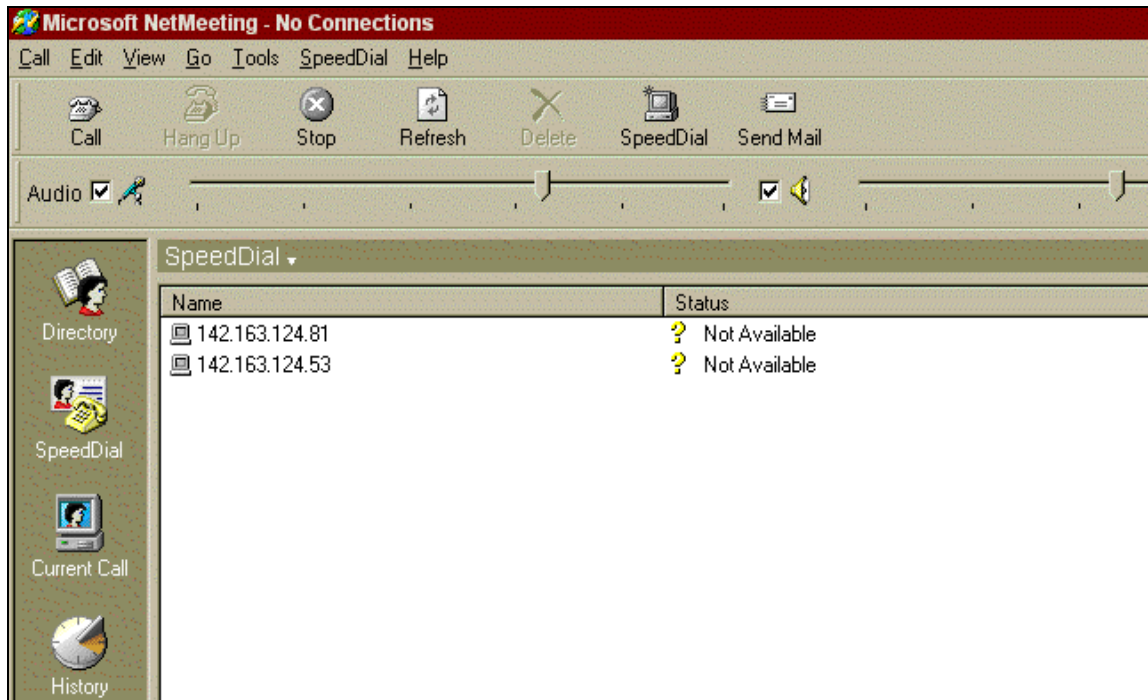 Microsoft NetMeeting - No Connections
Call Edit View Go Tools SpeedDial Help
Call Hang Up Stop Refresh Delete SpeedDial Send Mail
Audio
SpeedDial
Name Status
142.163.124.81 ? Not Available
142.163.124.53 ? Not Available
Directory
SpeedDial
Current Call
History